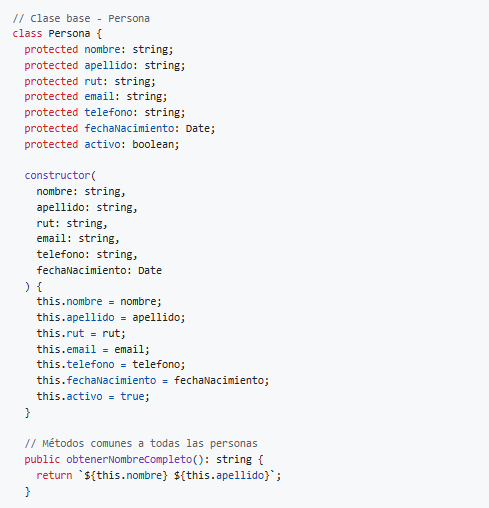 // Clase base - Persona
class Persona {
  protected nombre: string;
  protected apellido: string;
  protected rut: string;
  protected email: string;
  protected telefono: string;
  protected fechaNacimiento: Date;
  protected activo: boolean;

  constructor(
    nombre: string,
    apellido: string,
    rut: string,
    email: string,
    telefono: string,
    fechaNacimiento: Date
  ) {
    this.nombre = nombre;
    this.apellido = apellido;
    this.rut = rut;
    this.email = email;
    this.telefono = telefono;
    this.fechaNacimiento = fechaNacimiento;
    this.activo = true;
  }

  // Métodos comunes a todas las personas
  public obtenerNombreCompleto(): string {
    return `${this.nombre} ${this.apellido}`;
  }